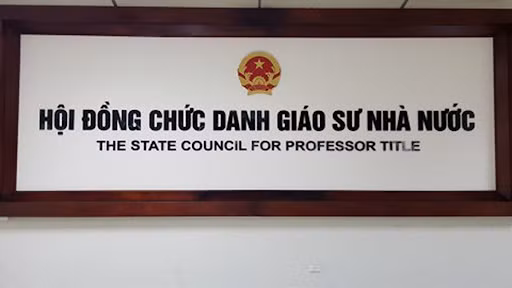 HỘI ĐỒNG CHỨC DANH GIÁO SƯ NHÀ NƯỚC
THE STATE COUNCIL FOR PROFESSOR TITLE